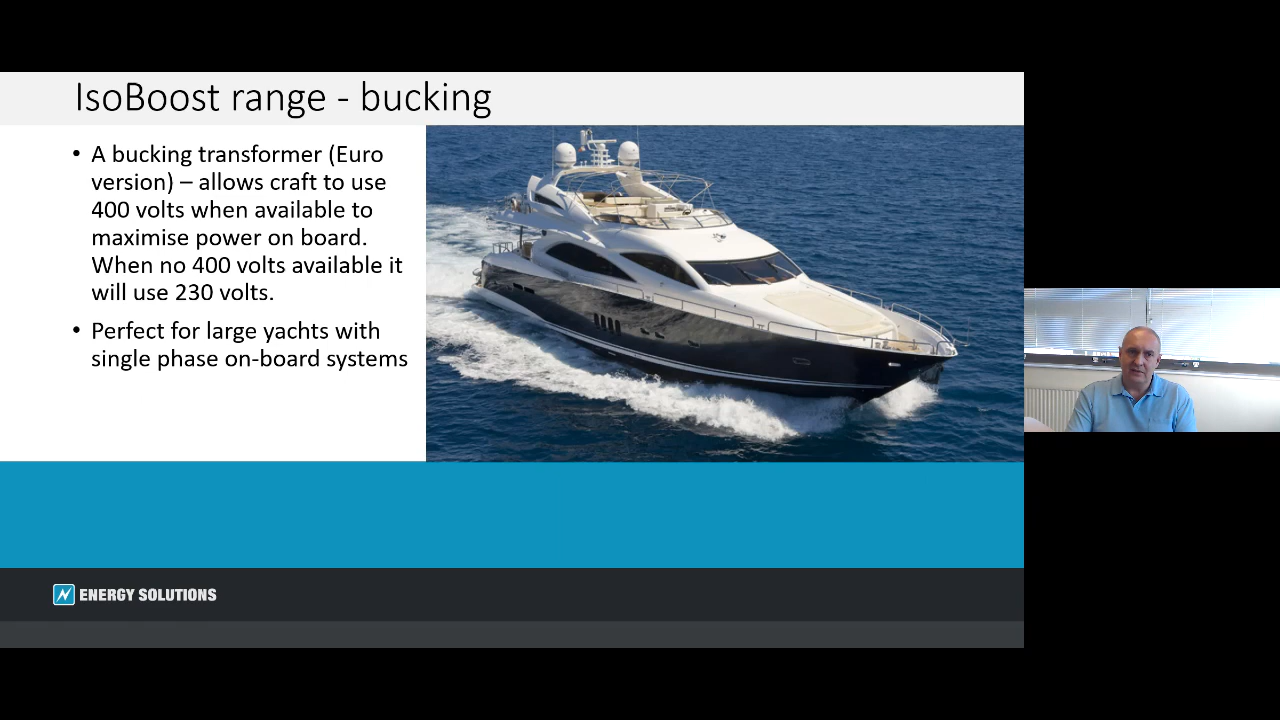 IsoBoost range - bucking
• A bucking transformer (Euro
version) – allows craft to use
400 volts when available to
maximise power on board.
When no 400 volts available it
will use 230 volts.
• Perfect for large yachts with
single phase on-board systems
ENERGY SOLUTIONS